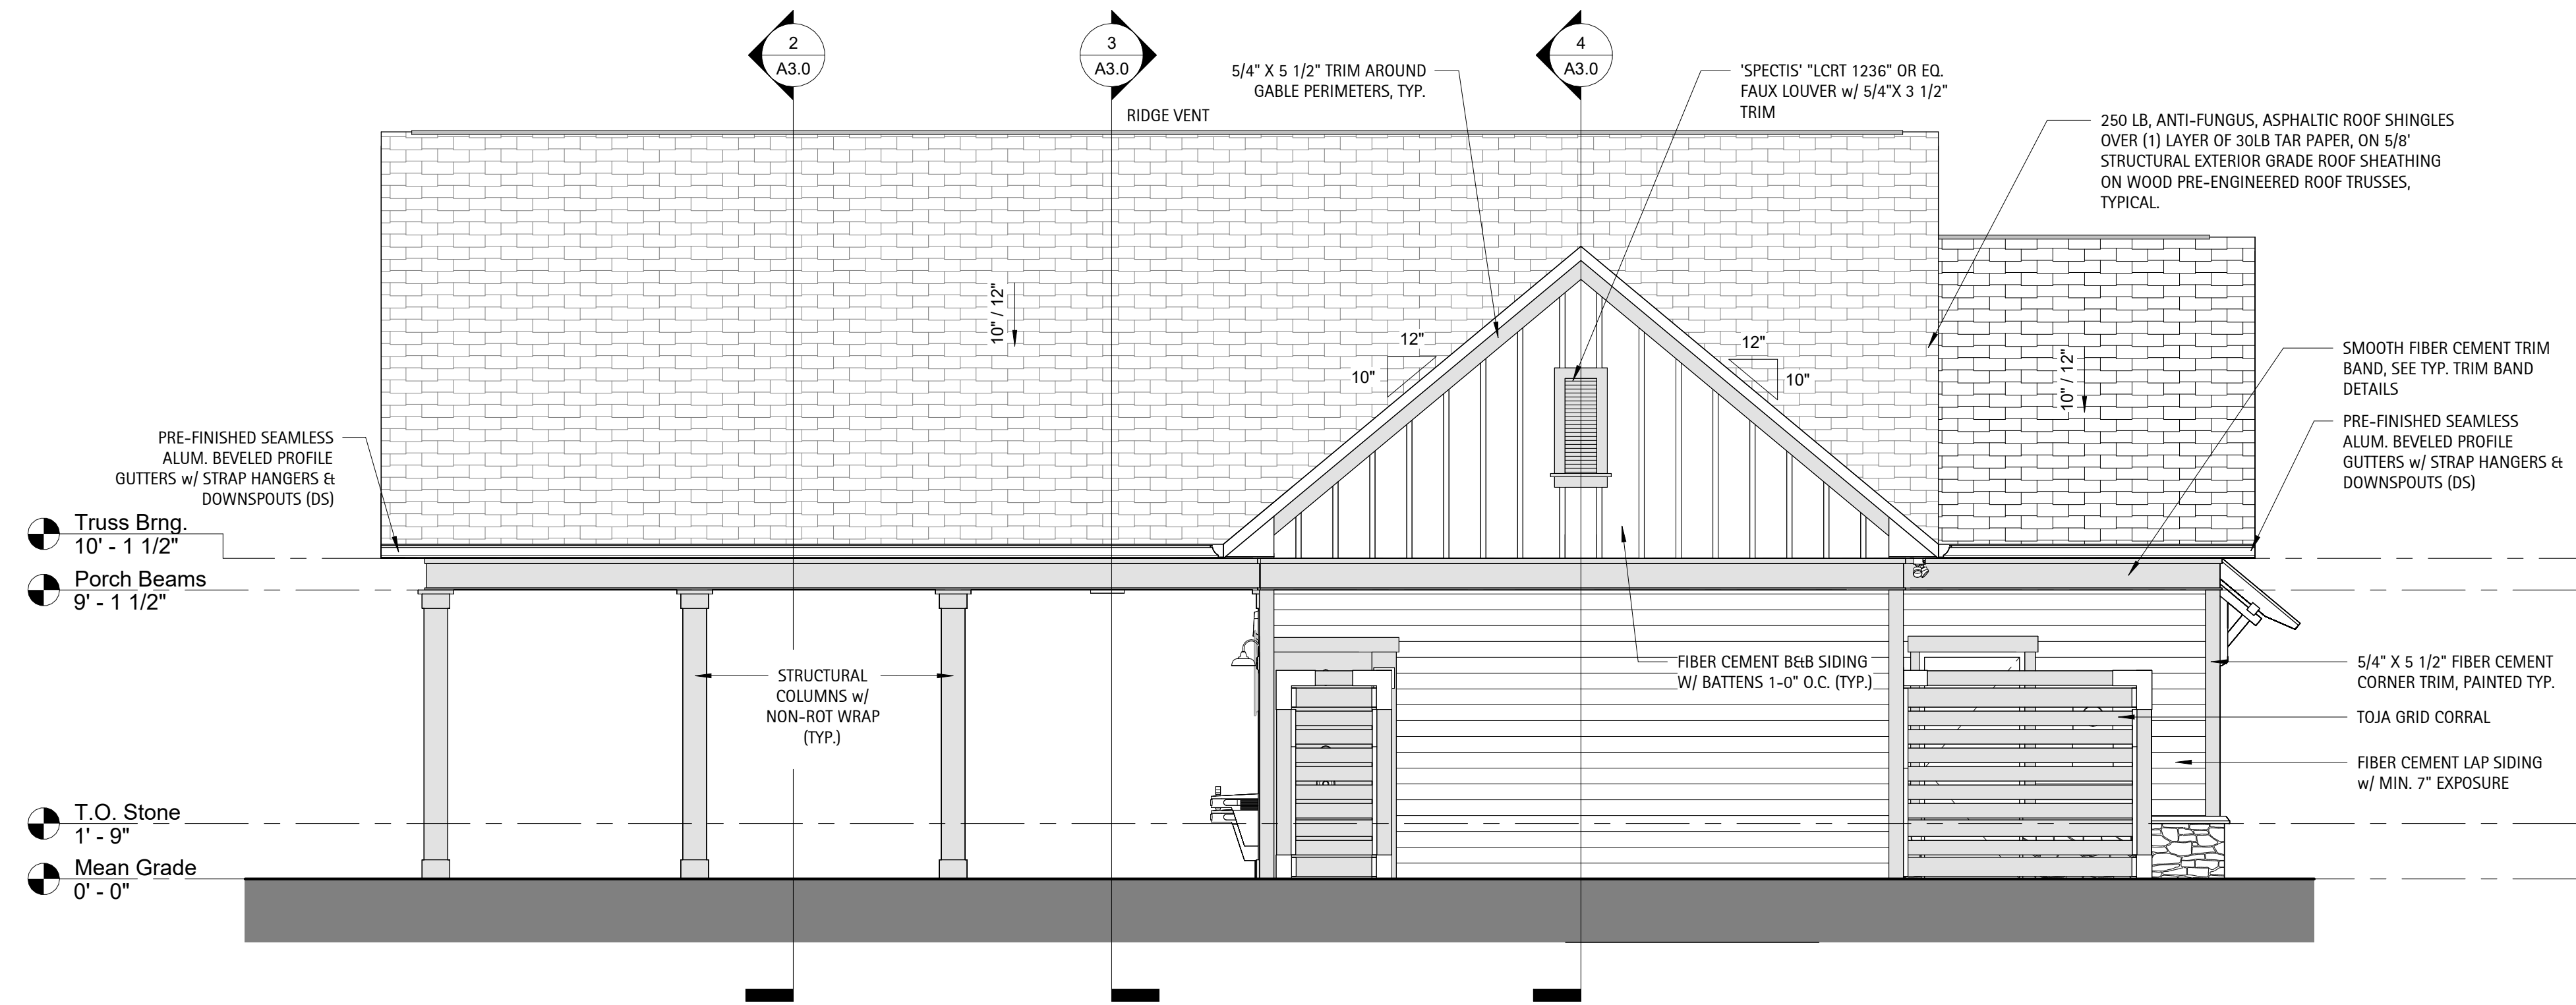 2
A3.0
3
A3.0
4
A3.0
5/4" X 5 1/2" TRIM AROUND
GABLE PERIMETERS, TYP.
'SPECTIS' "LCRT 1236" OR EQ.
FAUX LOUVER w/ 5/4"X 3 1/2"
TRIM
RIDGE VENT
250 LB, ANTI-FUNGUS, ASPHALTIC ROOF SHINGLES
OVER (1) LAYER OF 30LB TAR PAPER, ON 5/8'
STRUCTURAL EXTERIOR GRADE ROOF SHEATHING
ON WOOD PRE-ENGINEERED ROOF TRUSSES,
TYPICAL.
10" / 12"
12"
10"
12"
10"
10" / 12"
SMOOTH FIBER CEMENT TRIM
BAND, SEE TYP. TRIM BAND
DETAILS
PRE-FINISHED SEAMLESS
ALUM. BEVELED PROFILE
GUTTERS w/ STRAP HANGERS &
DOWNSPOUTS (DS)
PRE-FINISHED SEAMLESS
ALUM. BEVELED PROFILE
GUTTERS w/ STRAP HANGERS &
DOWNSPOUTS (DS)
Truss Brng.
10' - 1 1/2"
Porch Beams
9' - 1 1/2"
STRUCTURAL
COLUMNS w/
NON-ROT WRAP
(TYP.)
FIBER CEMENT B&B SIDING
W/ BATTENS 1-0" O.C. (TYP.)
5/4" X 5 1/2" FIBER CEMENT
CORNER TRIM, PAINTED TYP.
TOJA GRID CORRAL
FIBER CEMENT LAP SIDING
w/ MIN. 7" EXPOSURE
T.O. Stone
1' - 9"
Mean Grade
0' - 0"